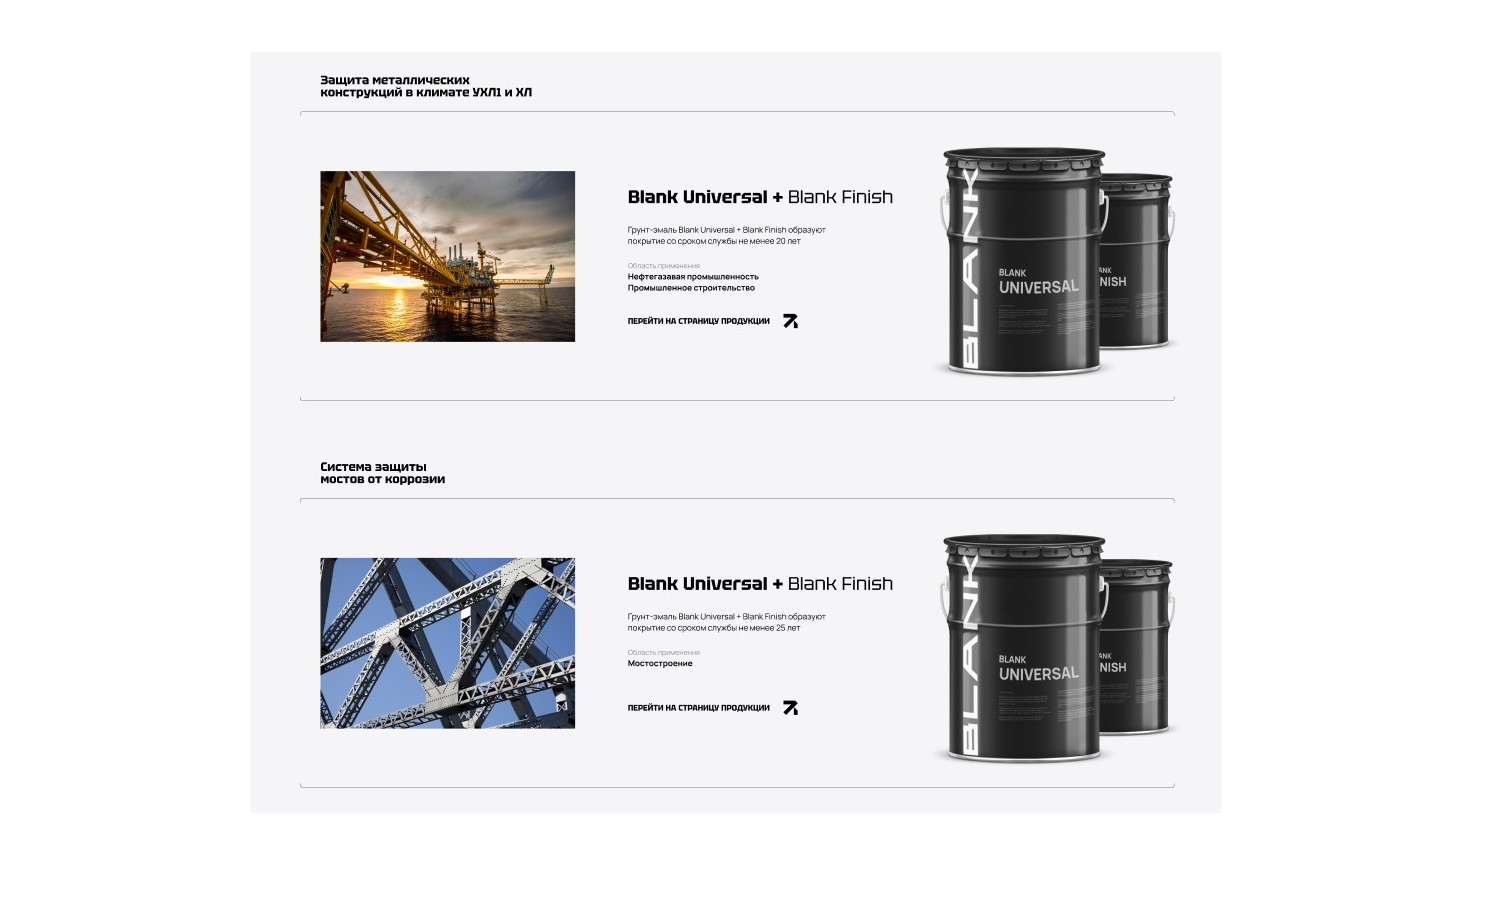 Защита металлических
конструкций в климате УХЛ1 и ХЛ
Blank Universal + Blank Finish
Грунт-эмаль Blank Universal + Blank Finish образуют
покрытие со сроком службы не менее 20 лет
Область применения
Нефтегазавая промышленность
Промышленное строительство
ПЕРЕЙТИ НА СТРАНИЦУ ПРОДУКЦИИ
BLANK
BLANK
UNIVERSAL
ANK
NISH
Система защиты
мостов от коррозии
Blank Universal + Blank Finish
Грунт-эмаль Blank Universal + Blank Finish образуют
покрытие со сроком службы не менее 25 лет
Область применения
Мостостроение
ПЕРЕЙТИ НА СТРАНИЦУ ПРОДУКЦИИ
BLANK
BLANK
UNIVERSAL
ANK
NISH